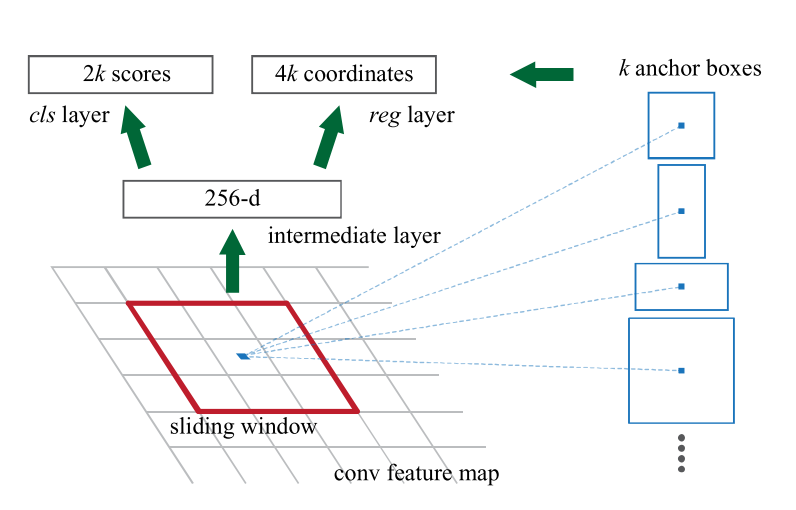 2k scores
4k coordinates
k anchor boxes
cls layer
reg layer
256-d
intermediate layer
sliding window
conv feature map